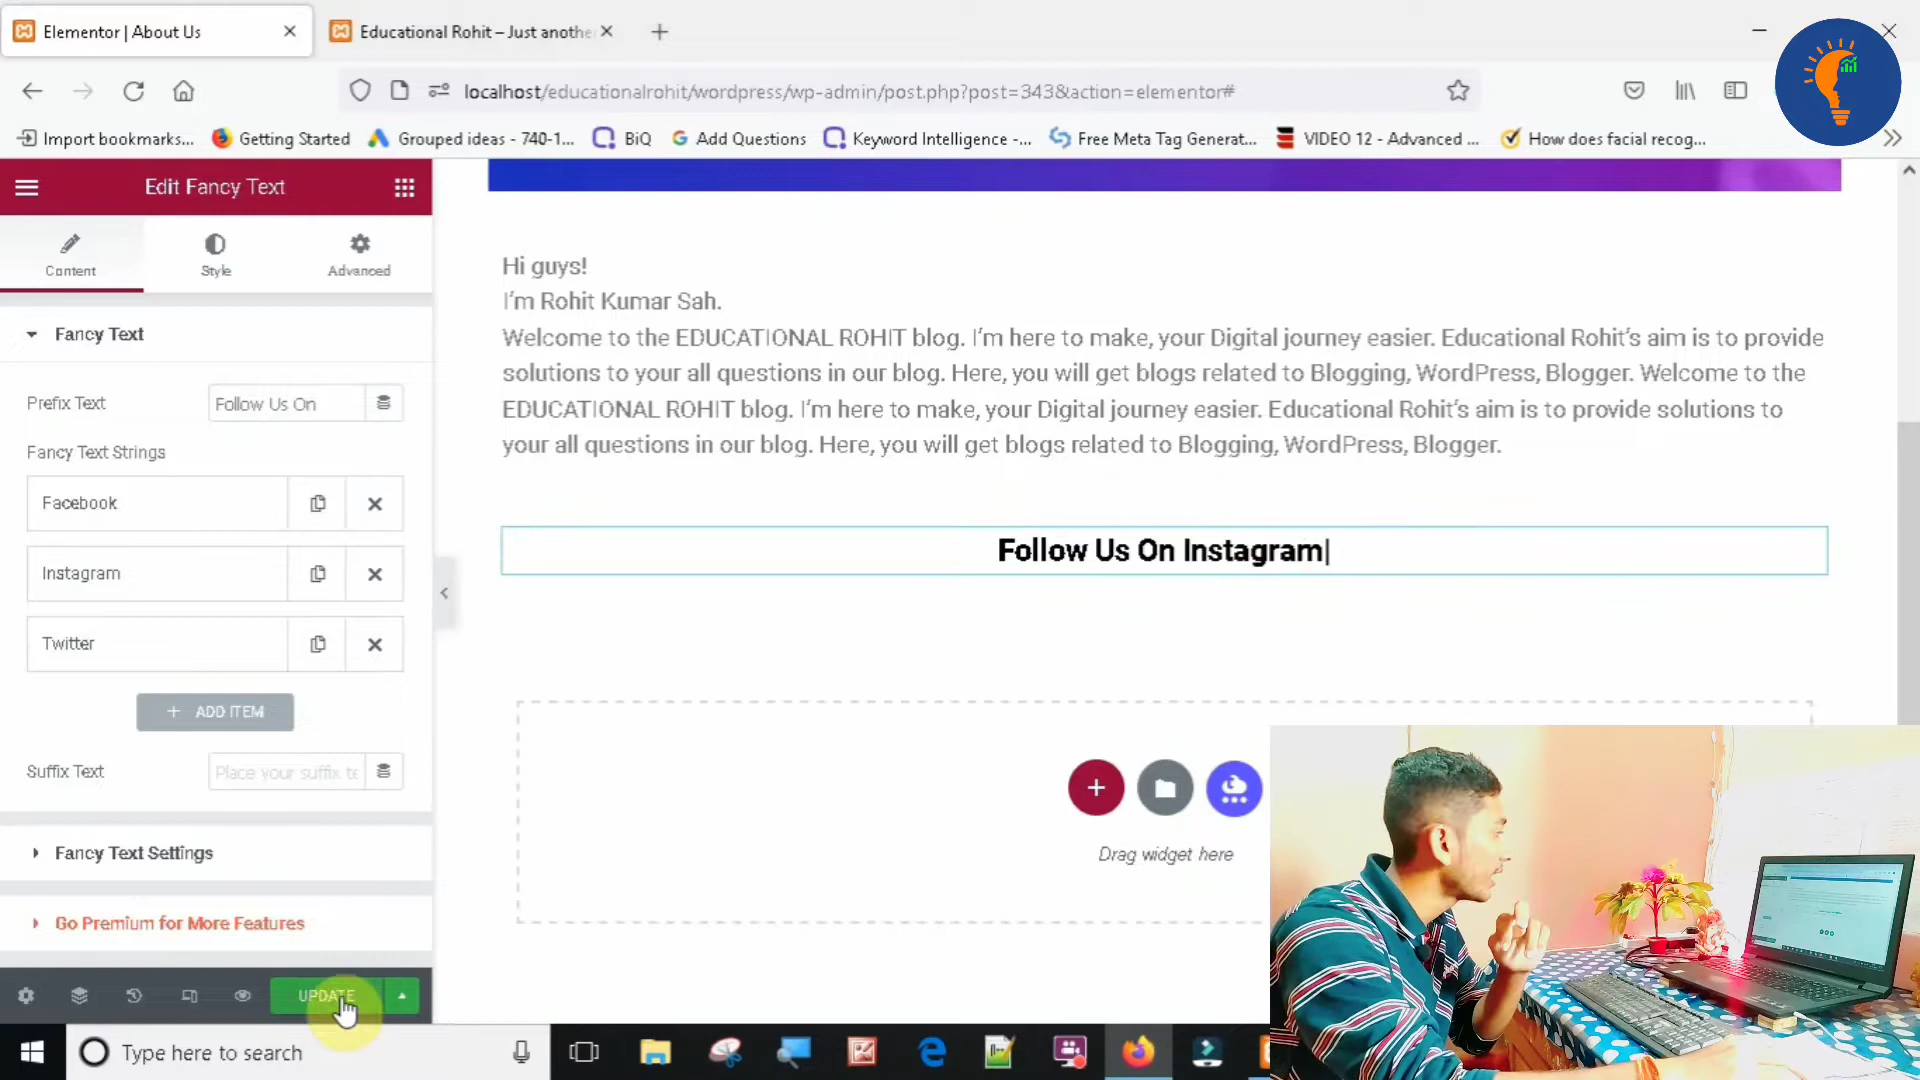 Elementor | About Us
Educational Rohit – Just anothe
localhost/educationalrohit/wordpress/wp-admin/post.php?post=343&action=elementor#
Import bookmarks...
Getting Started
Grouped ideas - 740-1...
BiQ
Add Questions
Keyword Intelligence -...
Free Meta Tag Generat...
VIDEO 12 - Advanced ...
How does facial recog...
Edit Fancy Text
Content
Style
Advanced
Fancy Text
Prefix Text
Follow Us On
Fancy Text Strings
Facebook
Instagram
Twitter
+ ADD ITEM
Suffix Text
Place your suffix te
Fancy Text Settings
Go Premium for More Features
UPDATE
Hi guys!
I'm Rohit Kumar Sah.
Welcome to the EDUCATIONAL ROHIT blog. I'm here to make, your Digital journey easier. Educational Rohit's aim is to provide
solutions to your all questions in our blog. Here, you will get blogs related to Blogging, WordPress, Blogger. Welcome to the
EDUCATIONAL ROHIT blog. I'm here to make, your Digital journey easier. Educational Rohit's aim is to provide solutions to
your all questions in our blog. Here, you will get blogs related to Blogging, WordPress, Blogger.
Follow Us On Instagram|
Drag widget here
Type here to search